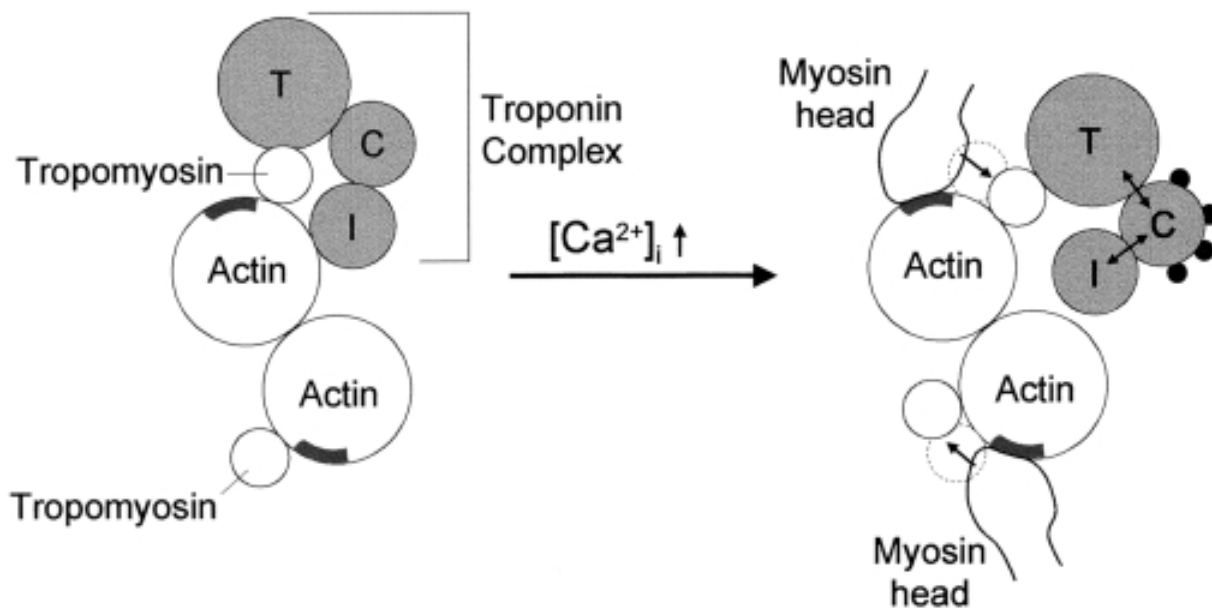 T
C
I
Troponin
Complex
Tropomyosin
Actin
Actin
Tropomyosin
[Ca²⁺]ᵢ ↑
Myosin
head
T
C
I
Actin
Actin
Myosin
head